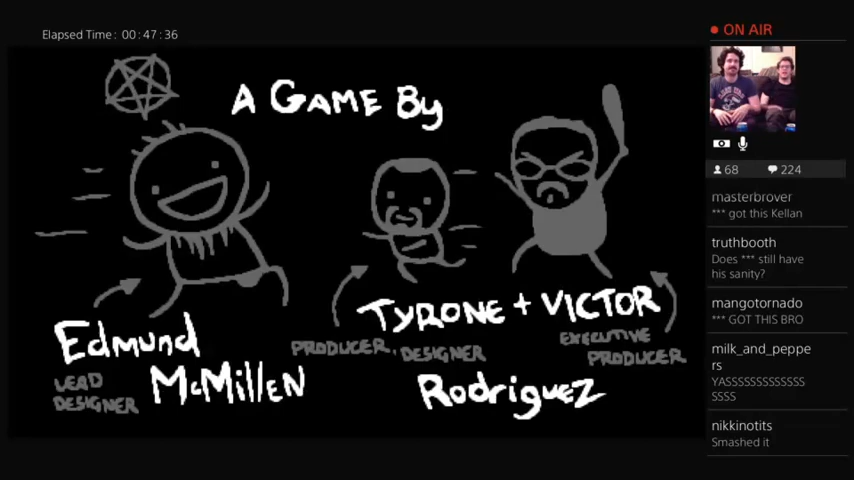 Elapsed Time : 00:47:36
ON AIR
A GAME By
68 224
masterbrover
*** got this Kellan
truthbooth
Does *** still have
his sanity?
mangotornado
*** GOT THIS BRO
milk_and_peppe
rs
YASSSSSSSSSSSS
SSSS
nikkinotits
Smashed it
Edmund
McMillEN
LEAD
DESIGNER
TYRONE + VICTOR
PRODUCER, DESIGNER
EXECUTIVE
PRODUCER
Rodriguez